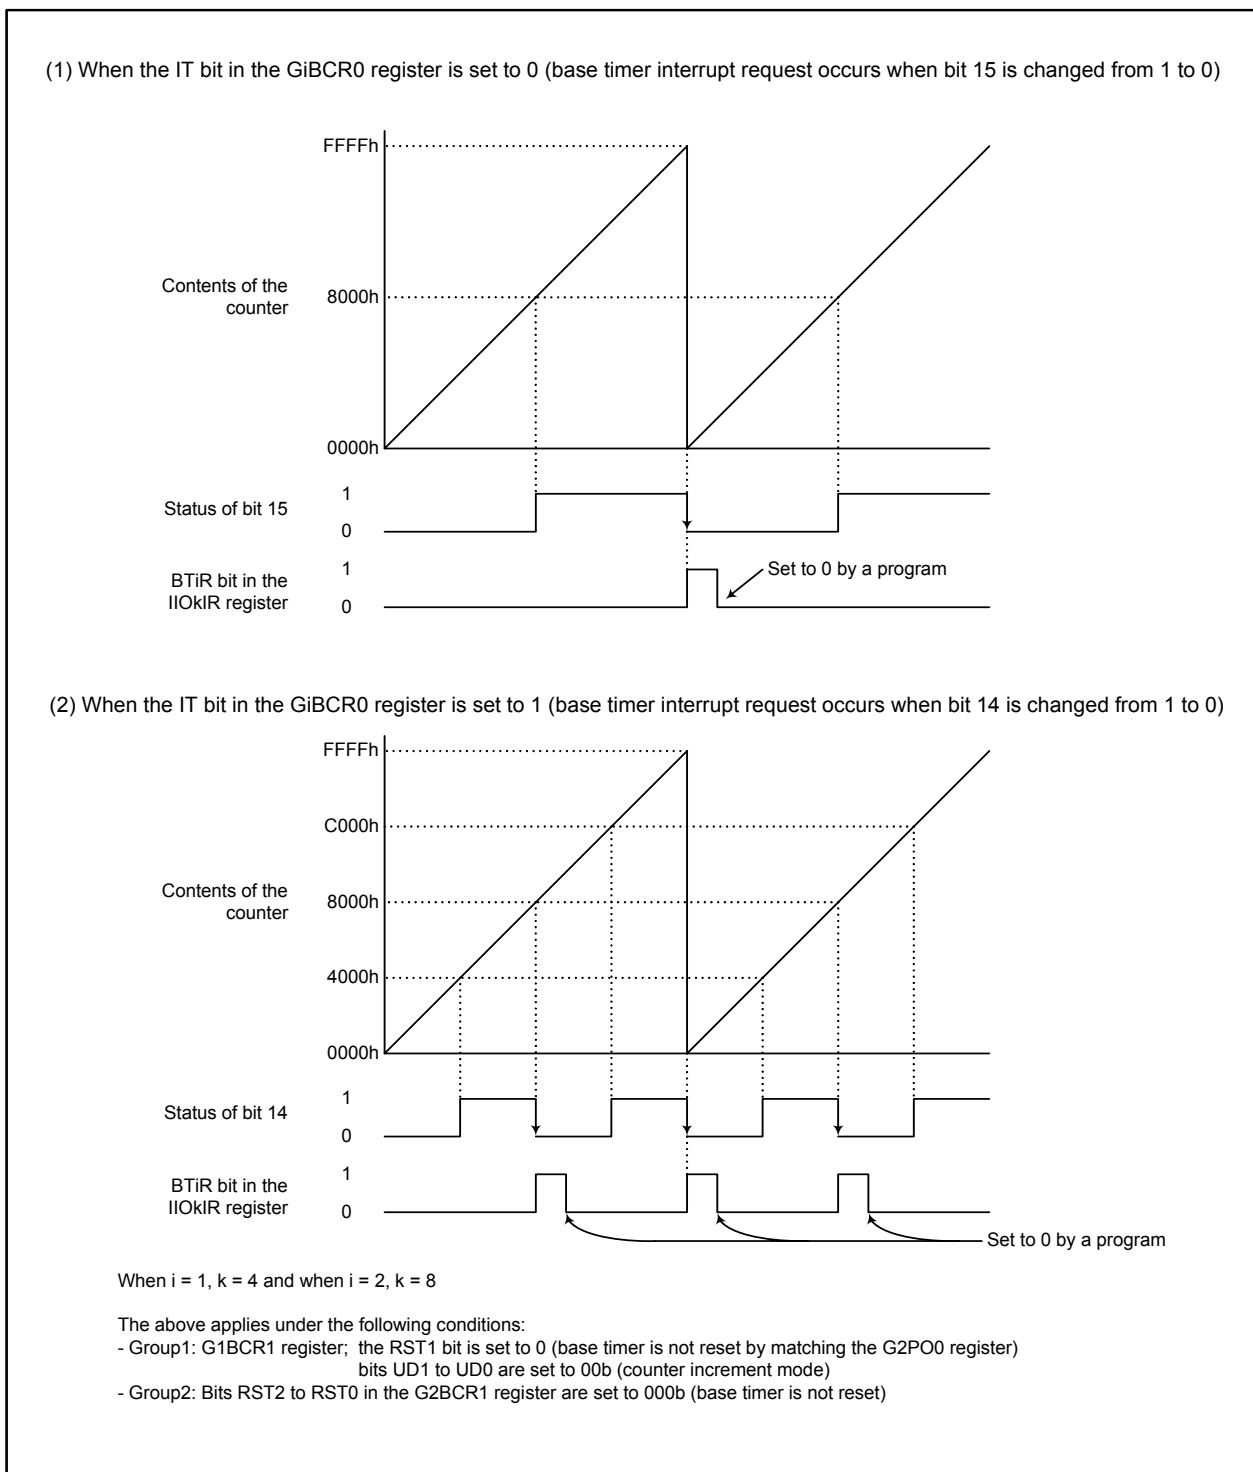 (1) When the IT bit in the GiBCR0 register is set to 0 (base timer interrupt request occurs when bit 15 is changed from 1 to 0)
FFFFh
Contents of the
counter
8000h
0000h
Status of bit 15
1
0
BTiR bit in the
IIOkIR register
1
0
Set to 0 by a program
(2) When the IT bit in the GiBCR0 register is set to 1 (base timer interrupt request occurs when bit 14 is changed from 1 to 0)
FFFFh
C000h
Contents of the
counter
8000h
4000h
0000h
Status of bit 14
1
0
BTiR bit in the
IIOkIR register
1
0
Set to 0 by a program
When i = 1, k = 4 and when i = 2, k = 8
The above applies under the following conditions:
- Group1: G1BCR1 register; the RST1 bit is set to 0 (base timer is not reset by matching the G2PO0 register)
bits UD1 to UD0 are set to 00b (counter increment mode)
- Group2: Bits RST2 to RST0 in the G2BCR1 register are set to 000b (base timer is not reset)